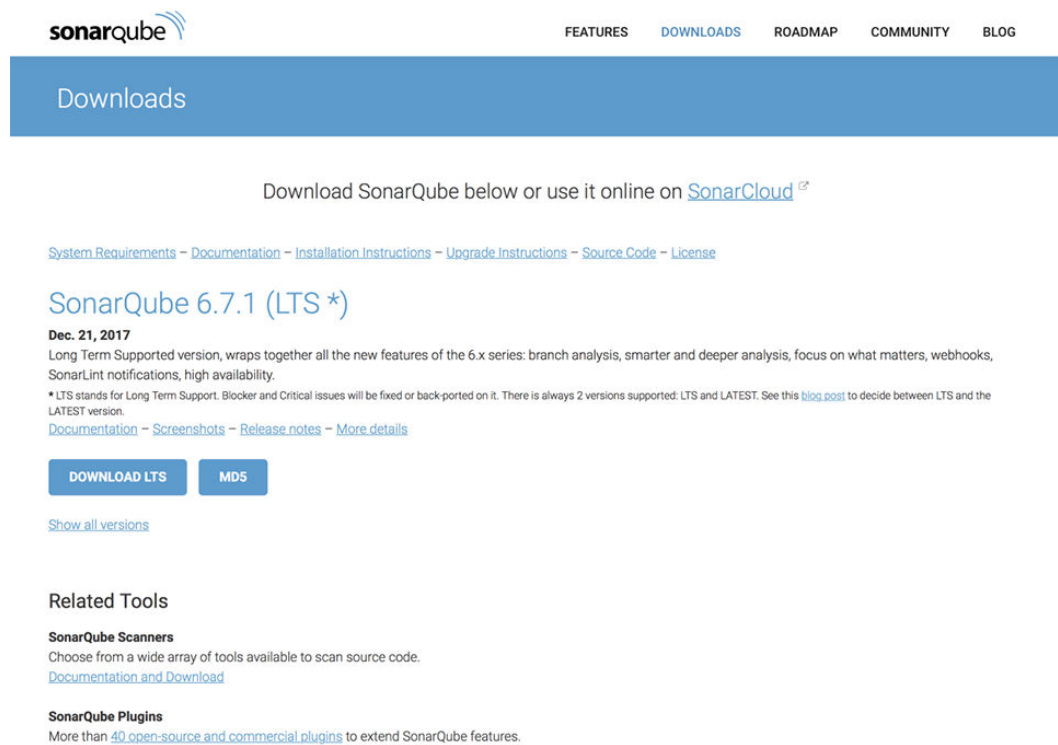 sonarqube
FEATURES DOWNLOADS ROADMAP COMMUNITY BLOG
Downloads
Download SonarQube below or use it online on SonarCloud
System Requirements – Documentation – Installation Instructions – Upgrade Instructions – Source Code – License
SonarQube 6.7.1 (LTS *)
Dec. 21, 2017
Long Term Supported version, wraps together all the new features of the 6.x series: branch analysis, smarter and deeper analysis, focus on what matters, webhooks,
SonarLint notifications, high availability.
* LTS stands for Long Term Support. Blocker and Critical issues will be fixed or back-ported on it. There is always 2 versions supported: LTS and LATEST. See this blog post to decide between LTS and the
LATEST version.
Documentation – Screenshots – Release notes – More details
DOWNLOAD LTS MD5
Show all versions
Related Tools
SonarQube Scanners
Choose from a wide array of tools available to scan source code.
Documentation and Download
SonarQube Plugins
More than 40 open-source and commercial plugins to extend SonarQube features.